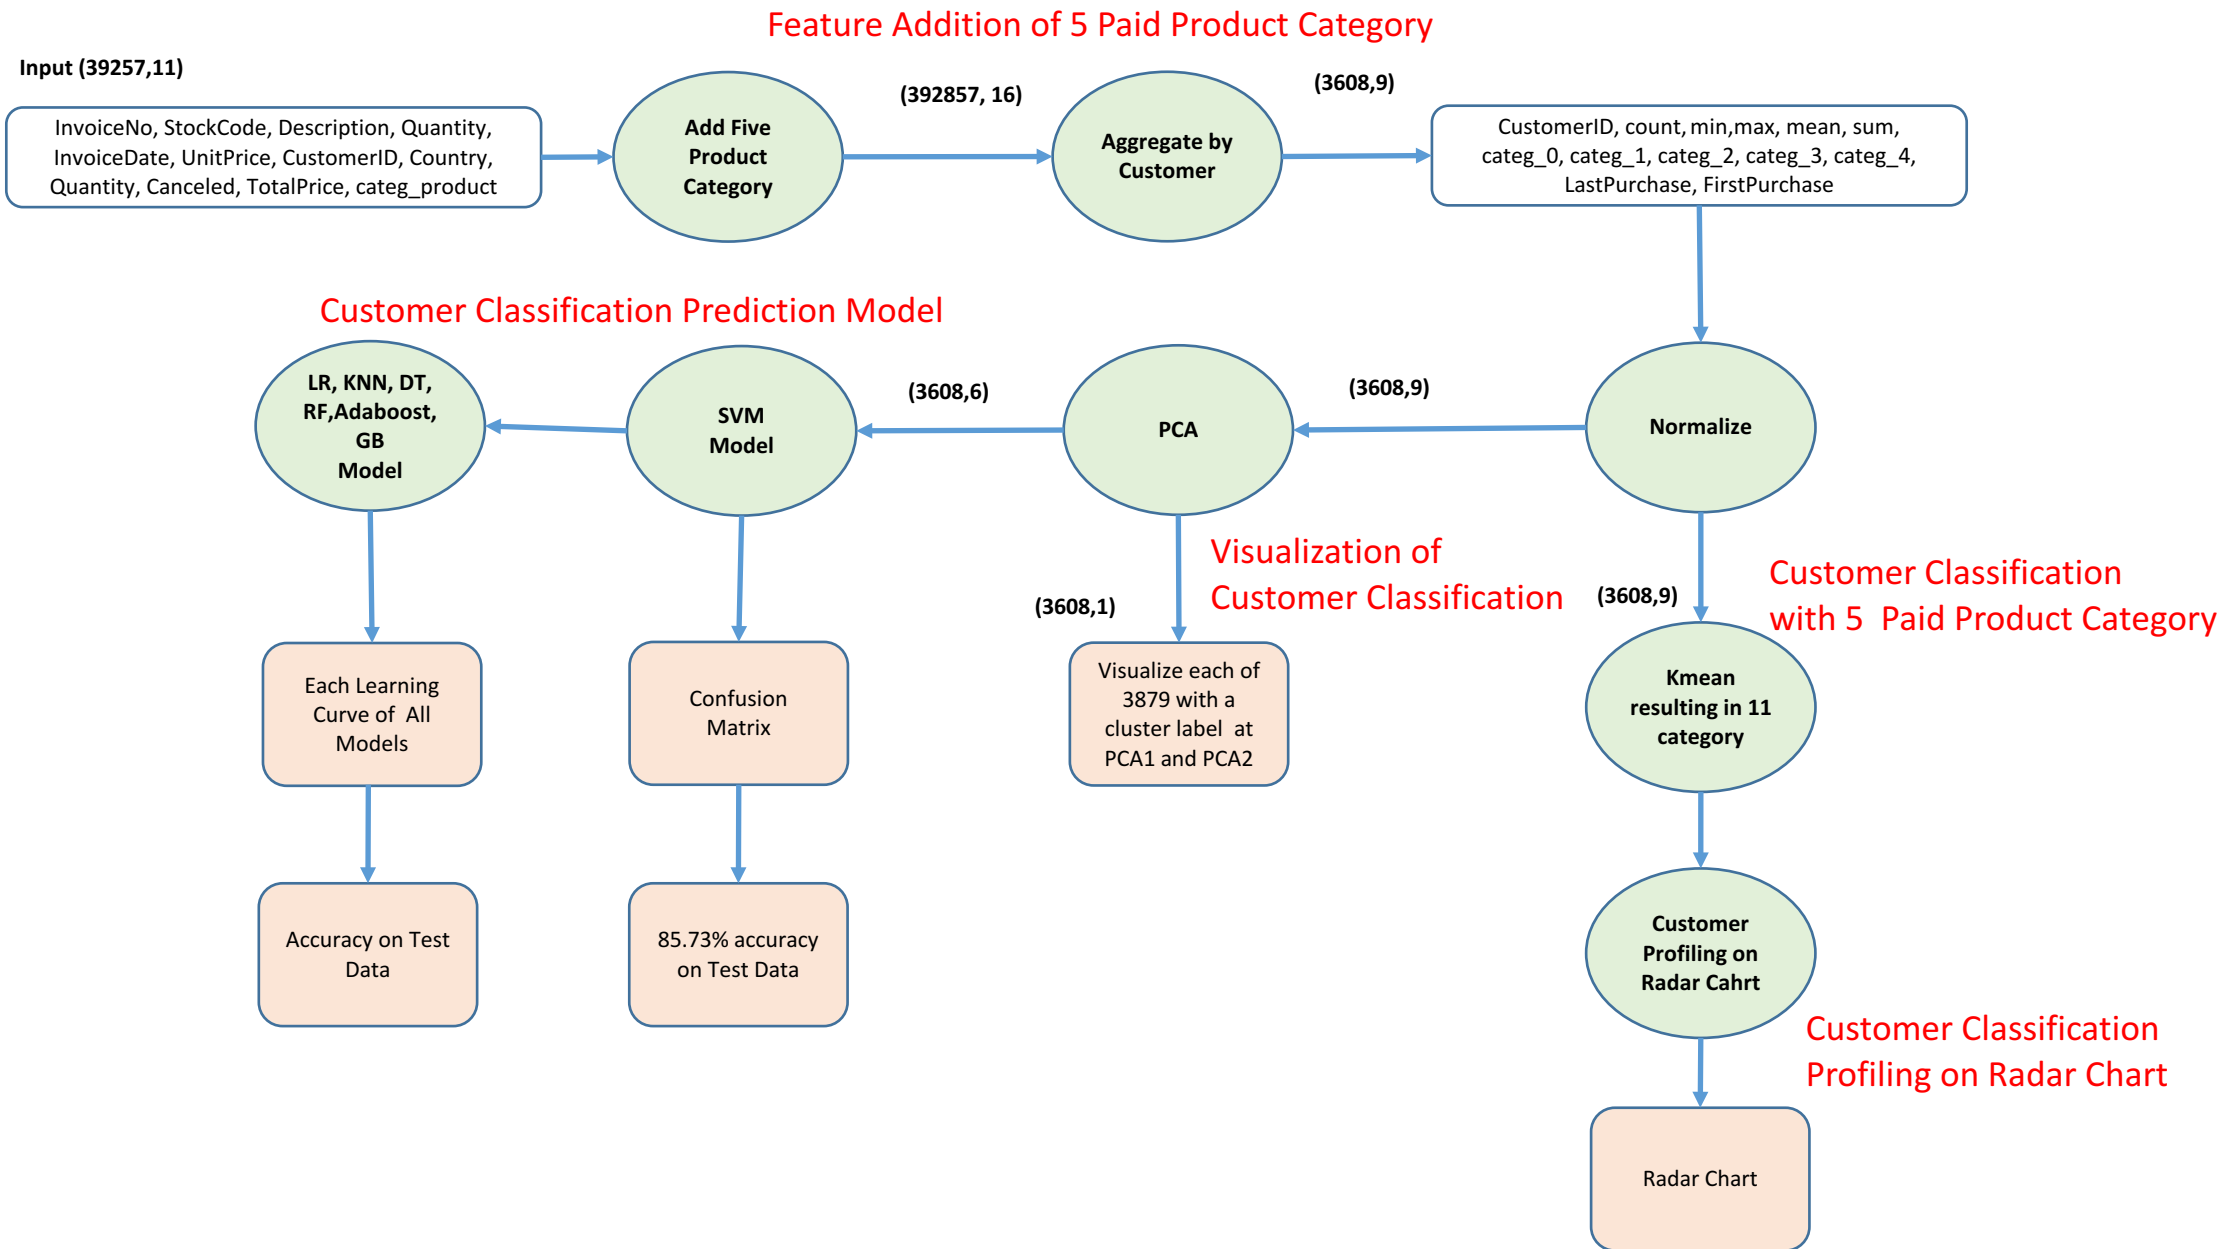 Feature Addition of 5 Paid Product Category
Input (39257,11)
InvoiceNo, StockCode, Description, Quantity,
InvoiceDate, UnitPrice, CustomerID, Country,
Quantity, Canceled, TotalPrice, categ_product
Add Five
Product
Category
(392857, 16)
Aggregate by
Customer
(3608,9)
CustomerID, count, min,max, mean, sum,
categ_0, categ_1, categ_2, categ_3, categ_4,
LastPurchase, FirstPurchase
Customer Classification Prediction Model
LR, KNN, DT,
RF,Adaboost,
GB
Model
SVM
Model
(3608,6)
PCA
(3608,9)
Normalize
Visualization of
Customer Classification
(3608,1)
(3608,9)
Customer Classification
with 5 Paid Product Category
Each Learning
Curve of All
Models
Confusion
Matrix
Visualize each of
3879 with a
cluster label at
PCA1 and PCA2
Kmean
resulting in 11
category
Accuracy on Test
Data
85.73% accuracy
on Test Data
Customer
Profiling on
Radar Cahrt
Customer Classification
Profiling on Radar Chart
Radar Chart